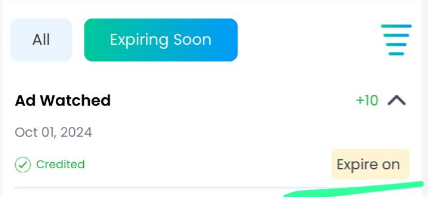 All
Expiring Soon
Ad Watched
+10
Oct 01, 2024
Credited
Expire on